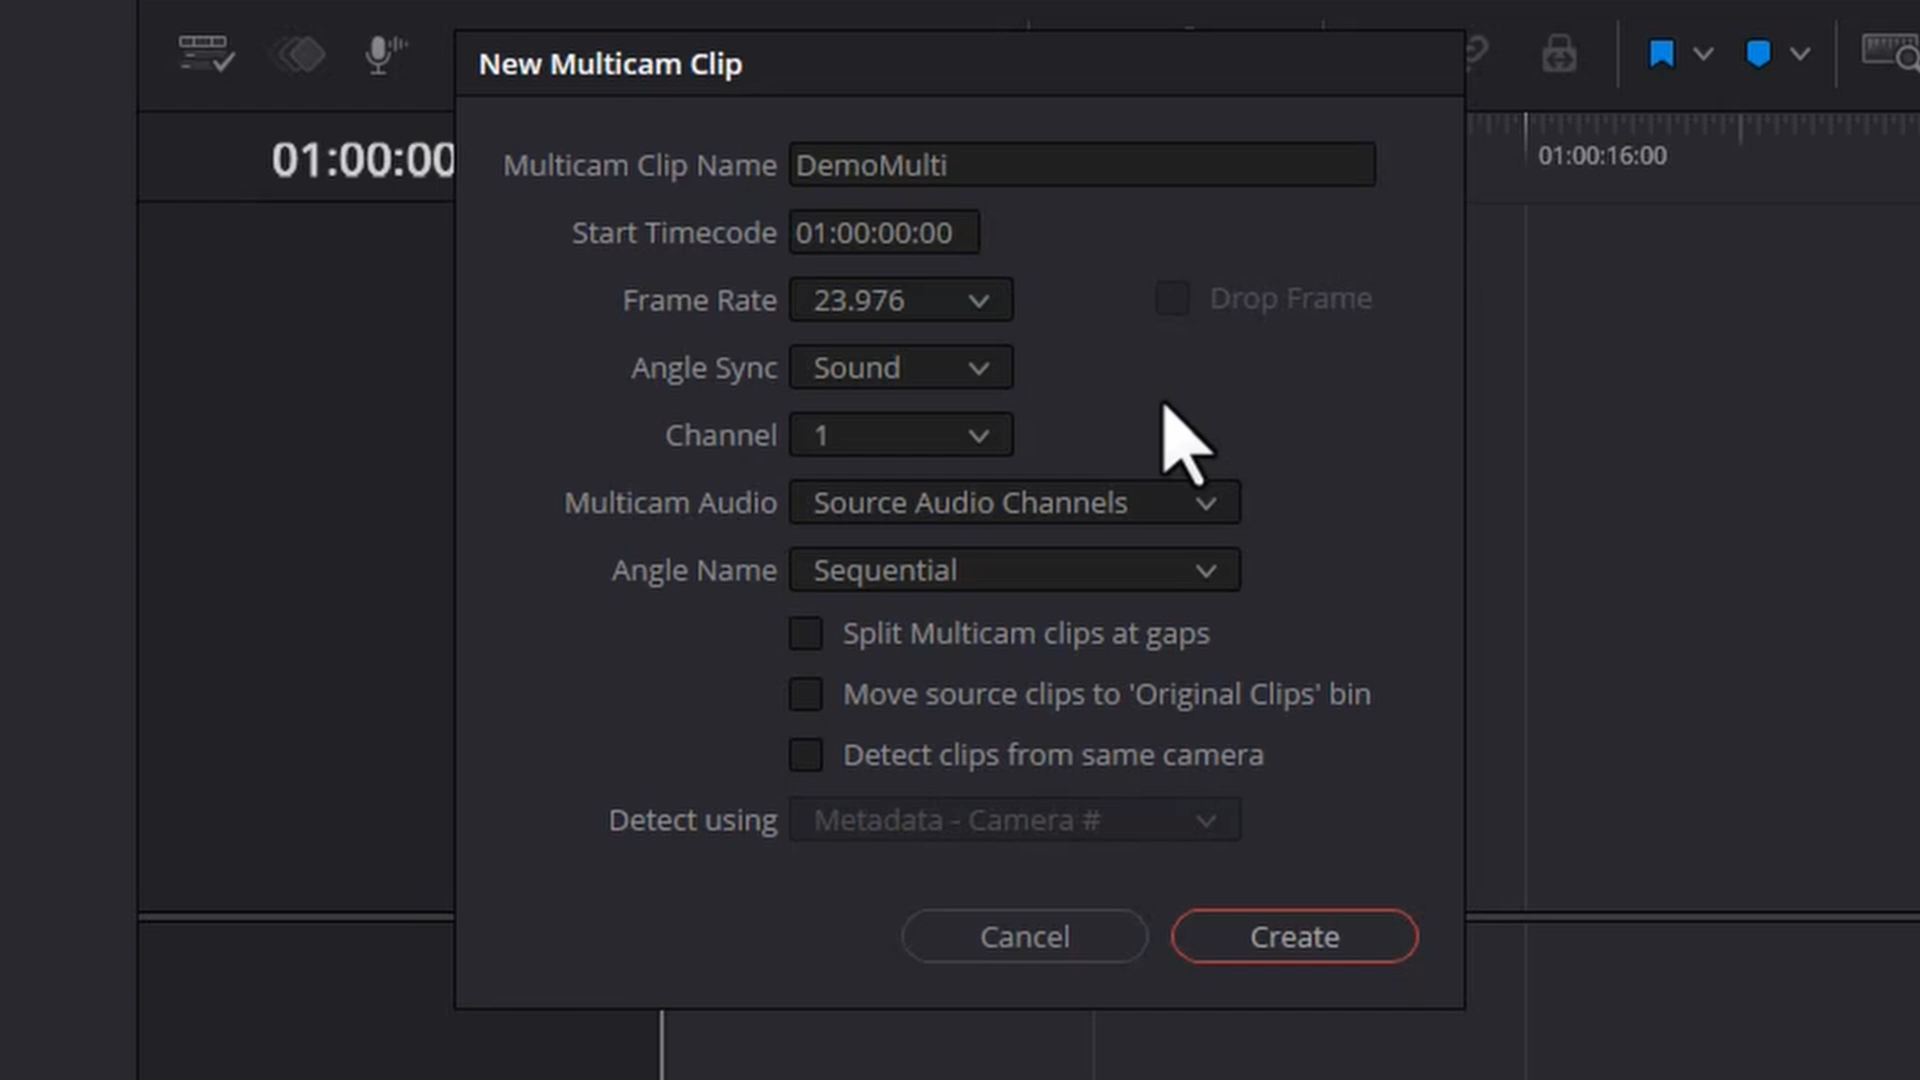 New Multicam Clip
01:00:00
01:00:16:00
Multicam Clip Name DemoMulti
Start Timecode 01:00:00:00
Frame Rate 23.976 Drop Frame
Angle Sync Sound
Channel 1
Multicam Audio Source Audio Channels
Angle Name Sequential
Split Multicam clips at gaps
Move source clips to 'Original Clips' bin
Detect clips from same camera
Detect using Metadata - Camera #
Cancel Create